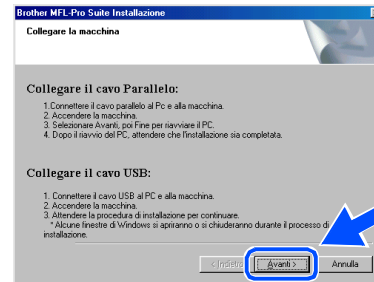 Brother MFL-Pro Suite Installazione
Collegare la macchina
Collegare il cavo Parallelo:
1.Connettere il cavo parallelo al Pc e alla macchina.
2. Accendere la macchina.
3. Selezionare Avanti, poi Fine per riavviare il PC.
4. Dopo il riavvio del PC, attendere che l'installazione sia completata.
Collegare il cavo USB:
1. Connettere il cavo USB al PC e alla macchina.
2. Accendere la macchina.
3. Attendere la procedura di installazione per continuare.
* Alcune finestre di Windows si apriranno o si chiuderanno durante il processo di
installazione.
< Indietro
Avanti >
Annulla